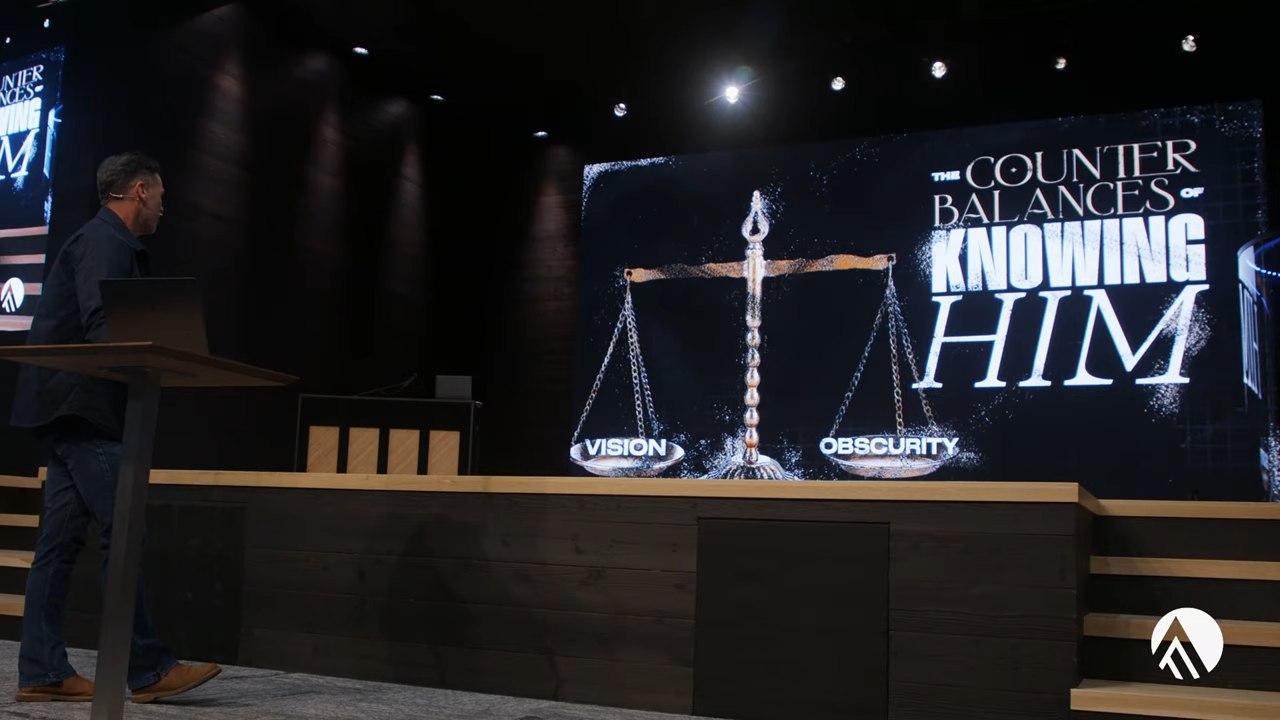 THE COUNTER
BALANCES OF
KNOWING
HIM
VISION
OBSCURITY